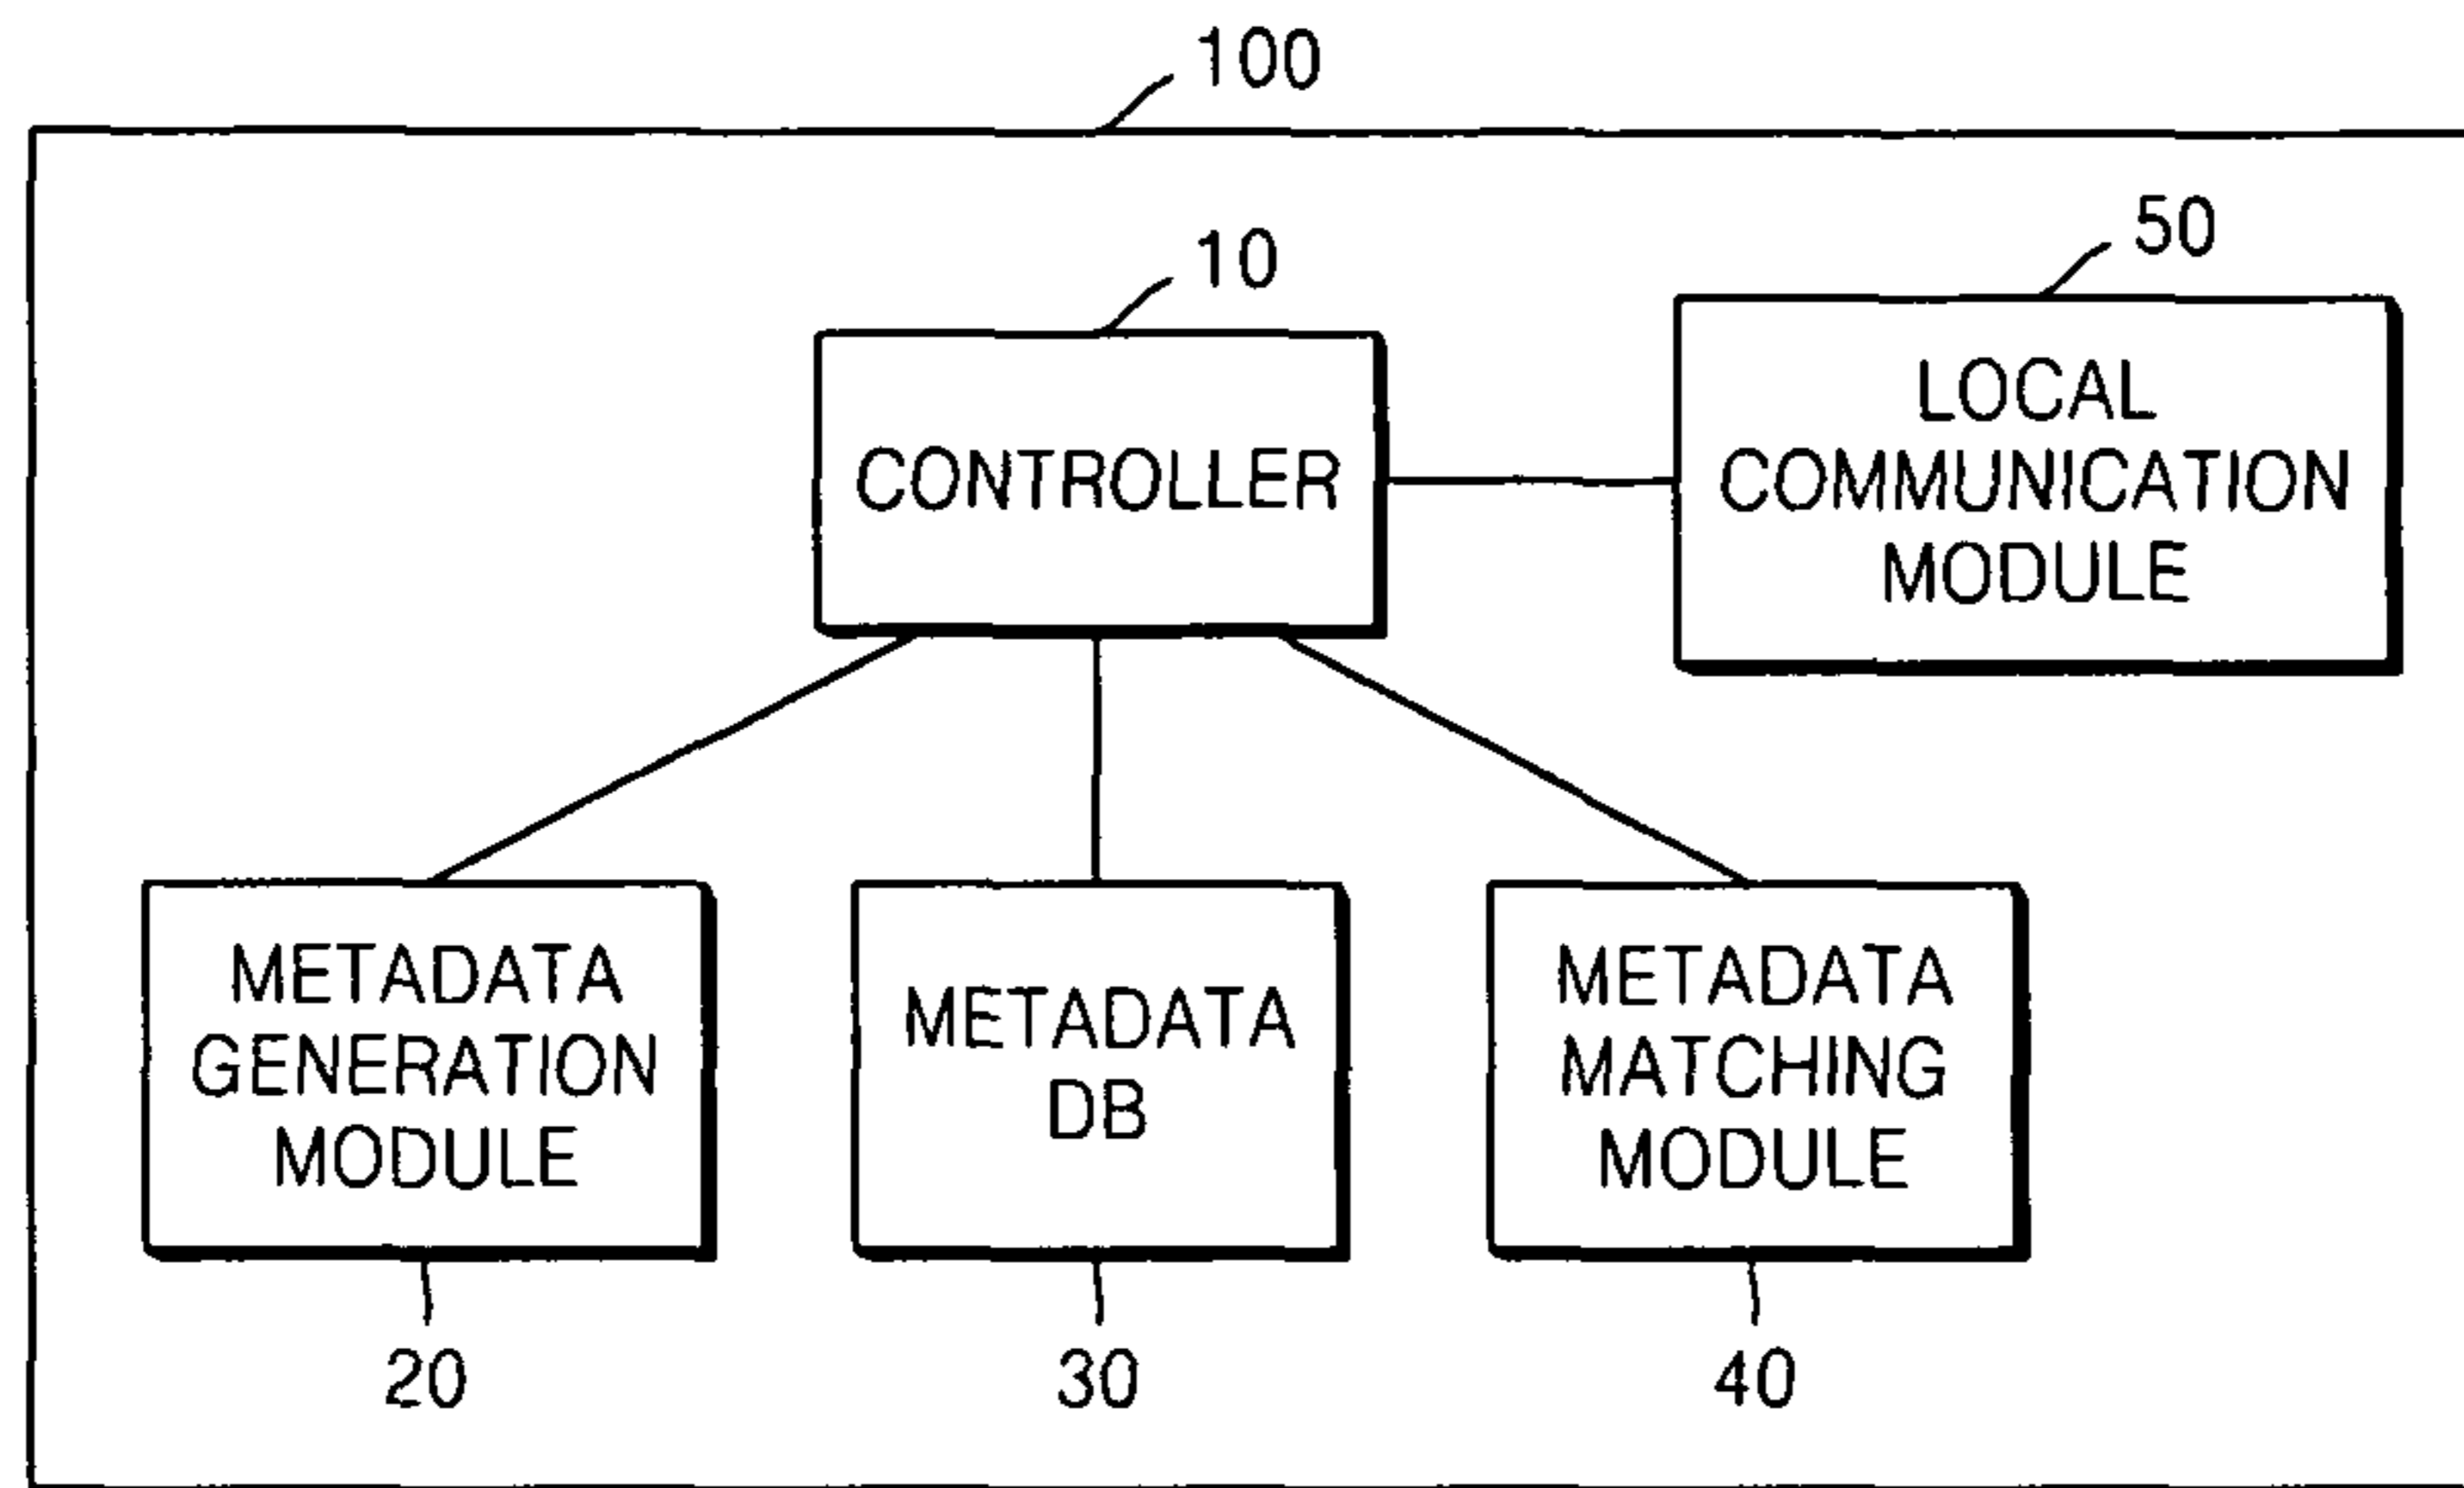 100
10
50
CONTROLLER
LOCAL
COMMUNICATION
MODULE
METADATA
GENERATION
MODULE
METADATA
DB
METADATA
MATCHING
MODULE
20
30
40